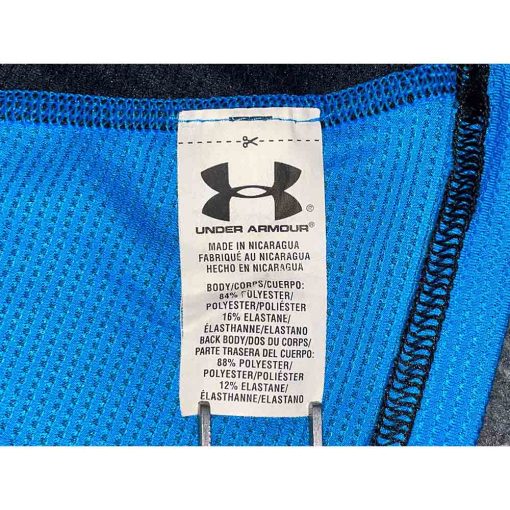 UNDER ARMOUR®
MADE IN NICARAGUA
FABRIQUÉ AU NICARAGUA
HECHO EN NICARAGUA
BODY/CORPS/CUERPO:
84% POLYESTER/
POLYESTER/POLIÉSTER
16% ELASTANE/
ÉLASTHANNE/ELASTANO
BACK BODY/DOS DU CORPS/
PARTE TRASERA DEL CUERPO:
88% POLYESTER/
POLYESTER/POLIÉSTER
12% ELASTANE/
ÉLASTHANNE/ELASTANO